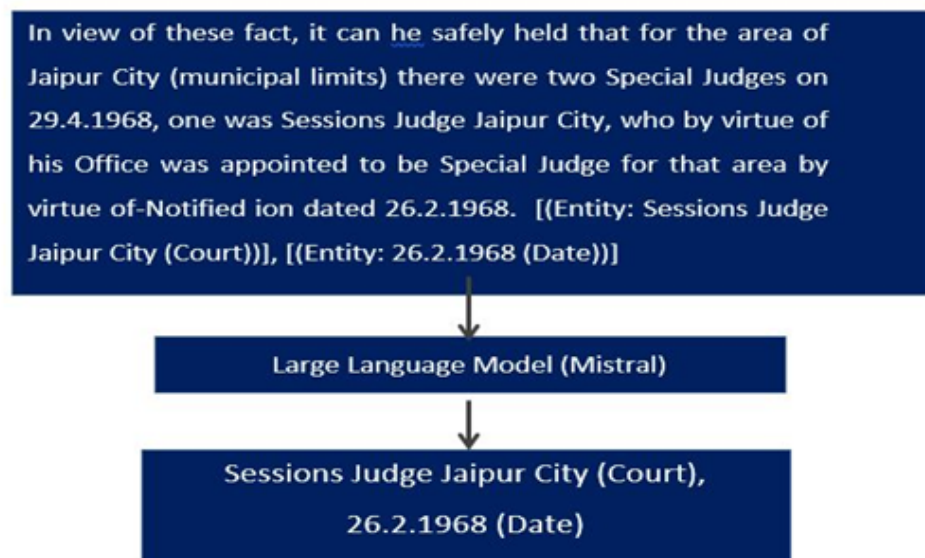 In view of these fact, it can he safely held that for the area of
Jaipur City (municipal limits) there were two Special Judges on
29.4.1968, one was Sessions Judge Jaipur City, who by virtue of
his Office was appointed to be Special Judge for that area by
virtue of-Notified ion dated 26.2.1968. [(Entity: Sessions Judge
Jaipur City (Court))], [(Entity: 26.2.1968 (Date))]
Large Language Model (Mistral)
Sessions Judge Jaipur City (Court),
26.2.1968 (Date)